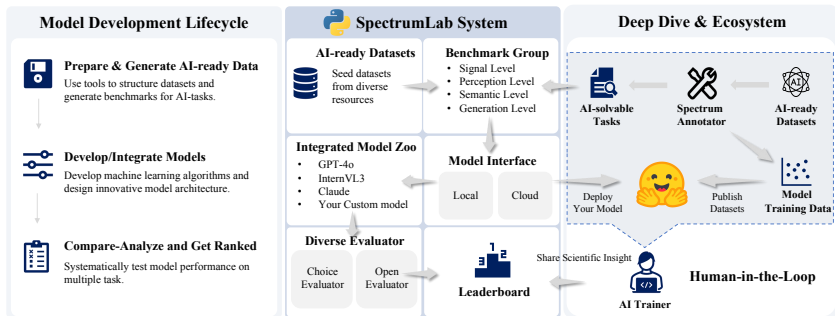 Model Development Lifecycle
Prepare & Generate AI-ready Data
Use tools to structure datasets and
generate benchmarks for AI-tasks.
Develop/Integrate Models
Develop machine learning algorithms and
design innovative model architecture.
Compare-Analyze and Get Ranked
Systematically test model performance on
multiple task.
SpectrumLab System
AI-ready Datasets
Seed datasets
from diverse
resources
Benchmark Group
• Signal Level
• Perception Level
• Semantic Level
• Generation Level
Integrated Model Zoo
• GPT-4o
• InternVL3
• Claude
• Your Custom model
Model Interface
Local
Cloud
Diverse Evaluator
Choice
Evaluator
Open
Evaluator
1
2
3
Leaderboard
Deep Dive & Ecosystem
AI-solvable
Tasks
Spectrum
Annotator
AI
AI-ready
Datasets
Deploy
Your Model
Publish
Datasets
Model
Training Data
Share Scientific Insight
</>
AI Trainer
Human-in-the-Loop